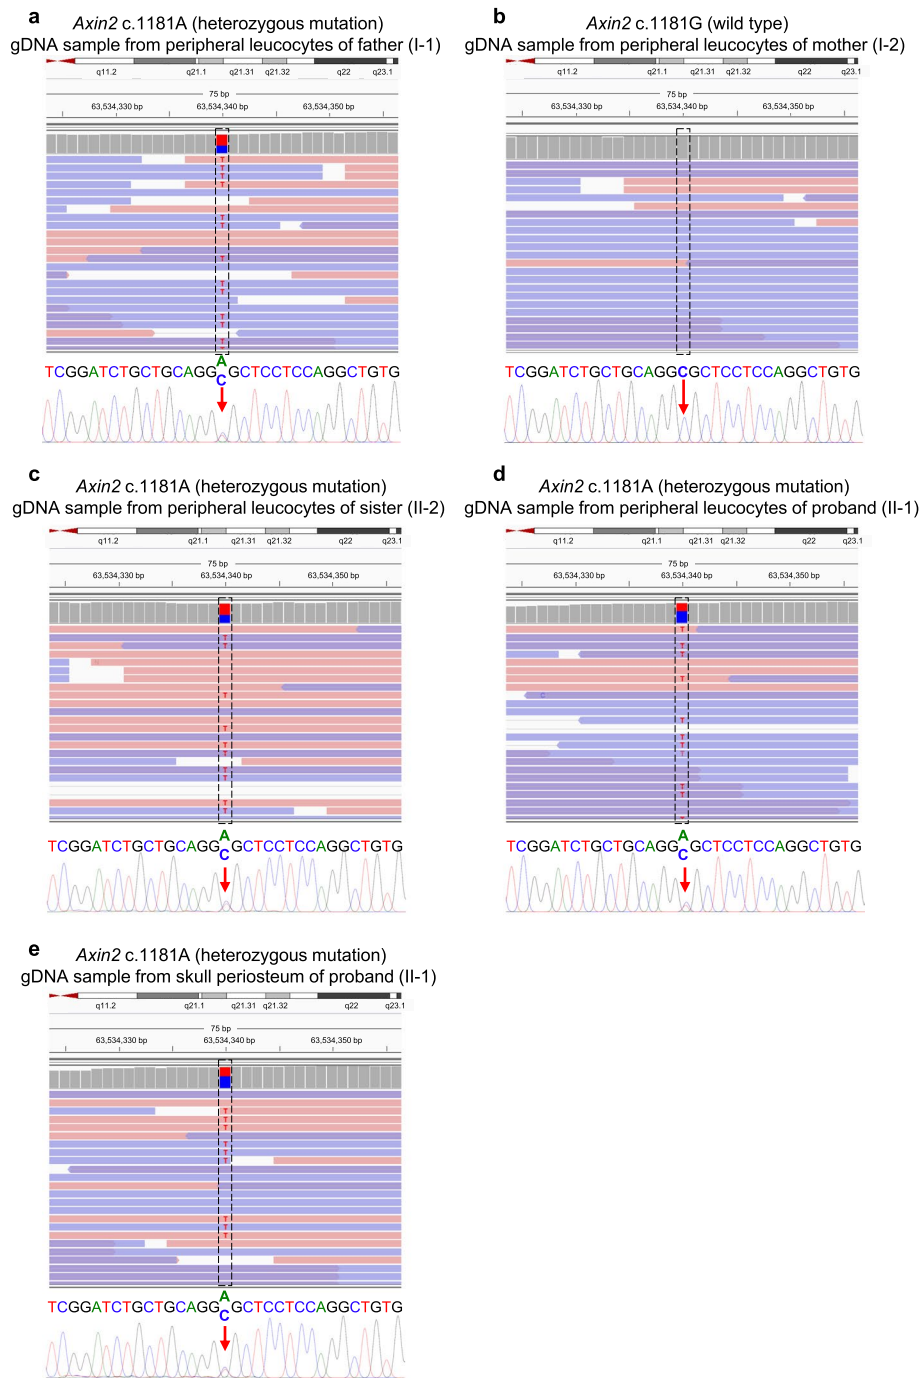 a
Axin2 c.1181A (heterozygous mutation)
gDNA sample from peripheral leucocytes of father (I-1)
q11.2 q21.1 q21.31 q21.32 q22 q23.1
75 bp
63,534,330 bp 63,534,340 bp 63,534,350 bp
T
T
T
T
T
T
T
T
T
T
T
T
A
TCGGATCTGCTGCAGG GCTCCTCCAGGCTGTG
C
b
Axin2 c.1181G (wild type)
gDNA sample from peripheral leucocytes of mother (I-2)
q11.2 q21.1 q21.31 q21.32 q22 q23.1
75 bp
63,534,330 bp 63,534,340 bp 63,534,350 bp
TCGGATCTGCTGCAGGCGCTCCTCCAGGCTGTG
c
Axin2 c.1181A (heterozygous mutation)
gDNA sample from peripheral leucocytes of sister (II-2)
q11.2 q21.1 q21.31 q21.32 q22 q23.1
75 bp
63,534,330 bp 63,534,340 bp 63,534,350 bp
T
T
T
T
T
T
T
T
T
T
T
A
TCGGATCTGCTGCAGG GCTCCTCCAGGCTGTG
C
d
Axin2 c.1181A (heterozygous mutation)
gDNA sample from peripheral leucocytes of proband (II-1)
q11.2 q21.1 q21.31 q21.32 q22 q23.1
75 bp
63,534,330 bp 63,534,340 bp 63,534,350 bp
T
T
T
T
C
T
T
T
T
T
A
TCGGATCTGCTGCAGG GCTCCTCCAGGCTGTG
C
e
Axin2 c.1181A (heterozygous mutation)
gDNA sample from skull periosteum of proband (II-1)
q11.2 q21.1 q21.31 q21.32 q22 q23.1
75 bp
63,534,330 bp 63,534,340 bp 63,534,350 bp
T
T
T
T
T
T
T
T
T
A
TCGGATCTGCTGCAGG GCTCCTCCAGGCTGTG
C